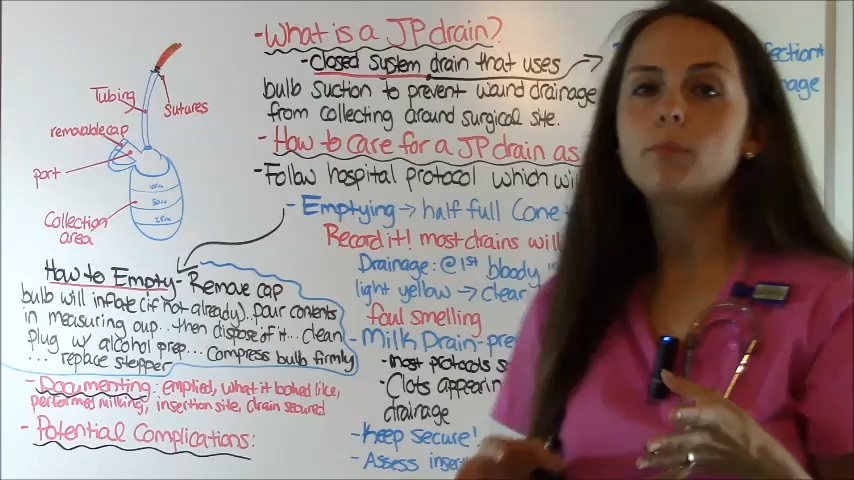 -What is a JP drain?
-closed system drain that uses
bulb suction to prevent wound drainage
from collecting around surgical site.
-How to care for a JP drain as
-Follow hospital protocol which
-Emptying → half full
Record it! most drains will
Drainage: @ 1st bloody
light yellow → clear
foul smelling
-Milk Drain-
-most protocols
-Clots
drainage
-Keep secure!
-Assess
Tubing
sutures
removable cap
port
Collection
area
100cc
50cc
25cc
How to Empty- Remove cap
bulb will inflate (if not already)...pour contents
in measuring cup...then dispose of it...clean
plug w/ alcohol prep...compress bulb firmly
...replace stopper
-Documenting: emptied, what it looked like,
performed milking, insertion site, drain secured
-Potential Complications: